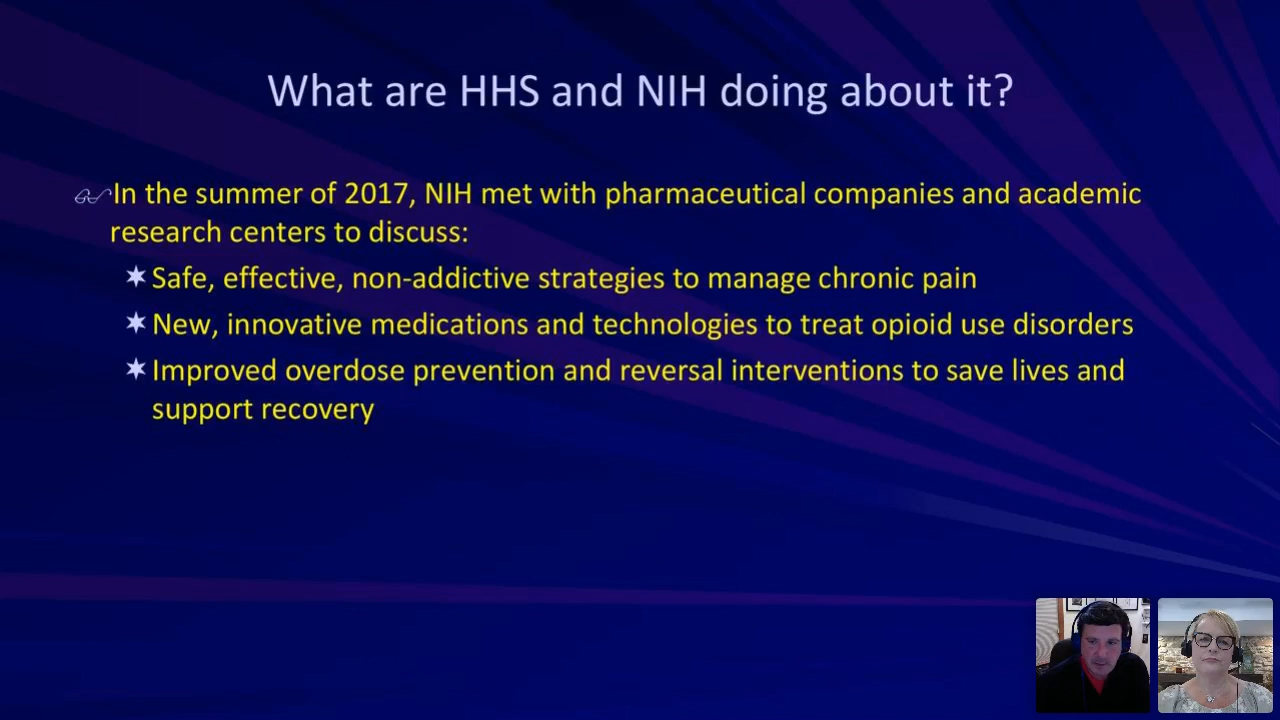 What are HHS and NIH doing about it?
In the summer of 2017, NIH met with pharmaceutical companies and academic
research centers to discuss:
Safe, effective, non-addictive strategies to manage chronic pain
New, innovative medications and technologies to treat opioid use disorders
Improved overdose prevention and reversal interventions to save lives and
support recovery